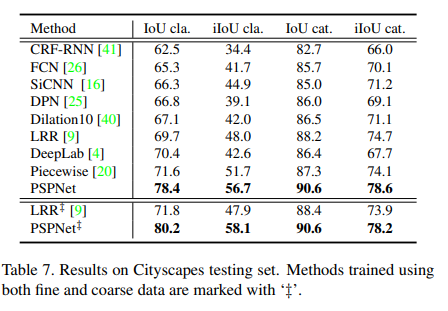 Method IoU cla. iIoU cla. IoU cat. iIoU cat.
CRF-RNN [41] 62.5 34.4 82.7 66.0
FCN [26] 65.3 41.7 85.7 70.1
SiCNN [16] 66.3 44.9 85.0 71.2
DPN [25] 66.8 39.1 86.0 69.1
Dilation10 [40] 67.1 42.0 86.5 71.1
LRR [9] 69.7 48.0 88.2 74.7
DeepLab [4] 70.4 42.6 86.4 67.7
Piecewise [20] 71.6 51.7 87.3 74.1
PSPNet 78.4 56.7 90.6 78.6
LRR‡ [9] 71.8 47.9 88.4 73.9
PSPNet‡ 80.2 58.1 90.6 78.2
Table 7. Results on Cityscapes testing set. Methods trained using
both fine and coarse data are marked with ‘‡’.